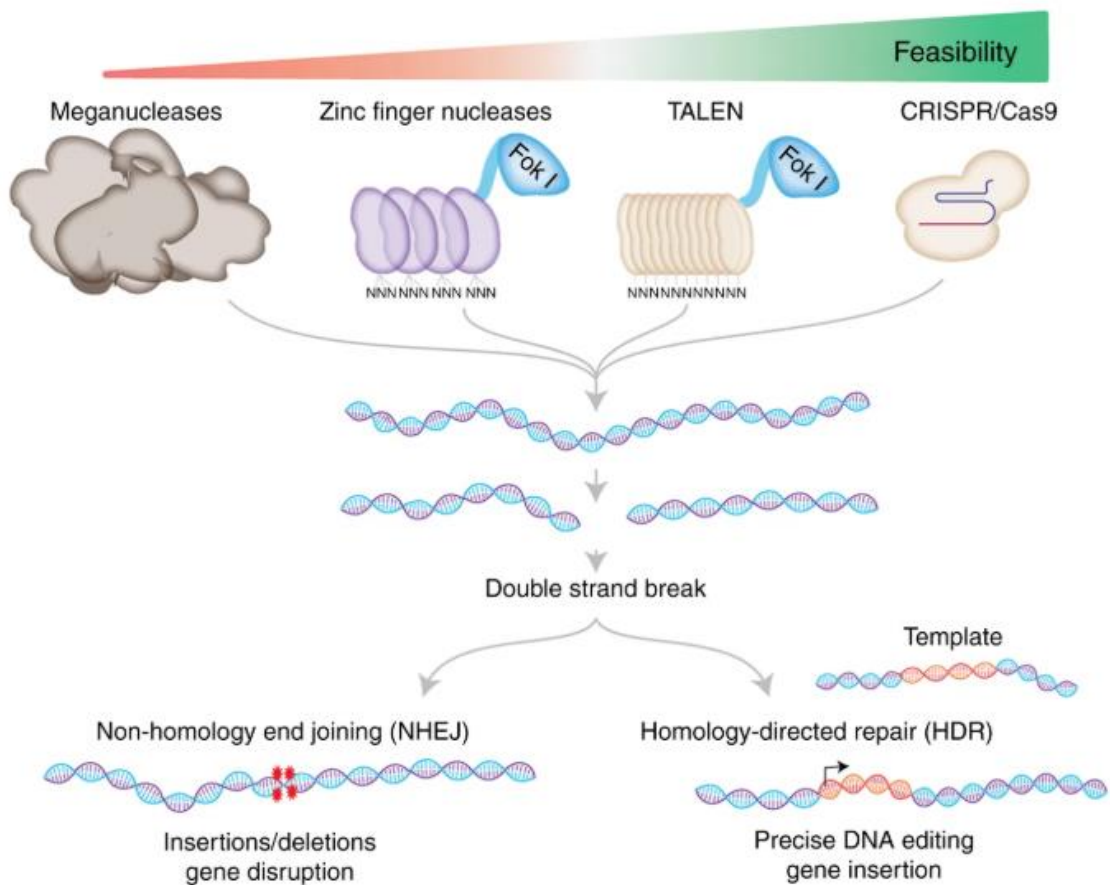 Feasibility
Meganucleases
Zinc finger nucleases
TALEN
CRISPR/Cas9
Fok I
Fok I
NNN NNN NNN NNN
NNNNNNNNNN
Double strand break
Template
Non-homology end joining (NHEJ)
Homology-directed repair (HDR)
Insertions/deletions
gene disruption
Precise DNA editing
gene insertion